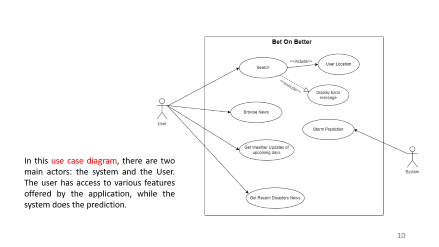 Bet On Better
Search
<<include>>
User Location
Display Error
message
User
Browse News
Storm Prediction
Get Weather Updates of
upcoming days
System
Get Recent Disasters News
In this use case diagram, there are two
main actors: the system and the User.
The user has access to various features
offered by the application, while the
system does the prediction.
10